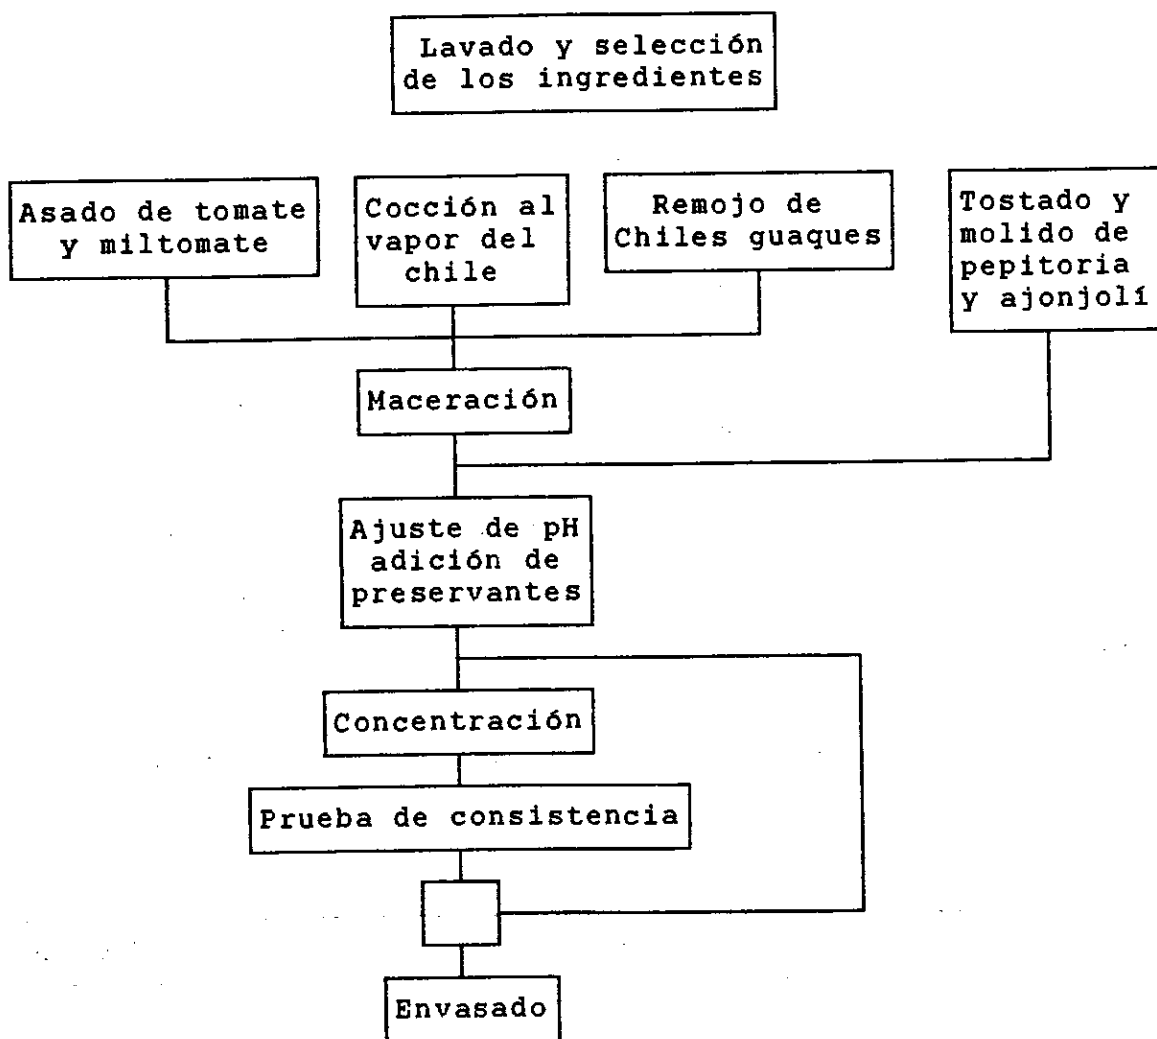 Lavado y selección
de los ingredientes
Asado de tomate
y miltomate
Cocción al
vapor del
chile
Remojo de
Chiles guaques
Tostado y
molido de
pepitoria
y ajonjolí
Maceración
Ajuste de pH
adición de
preservantes
Concentración
Prueba de consistencia
Envasado